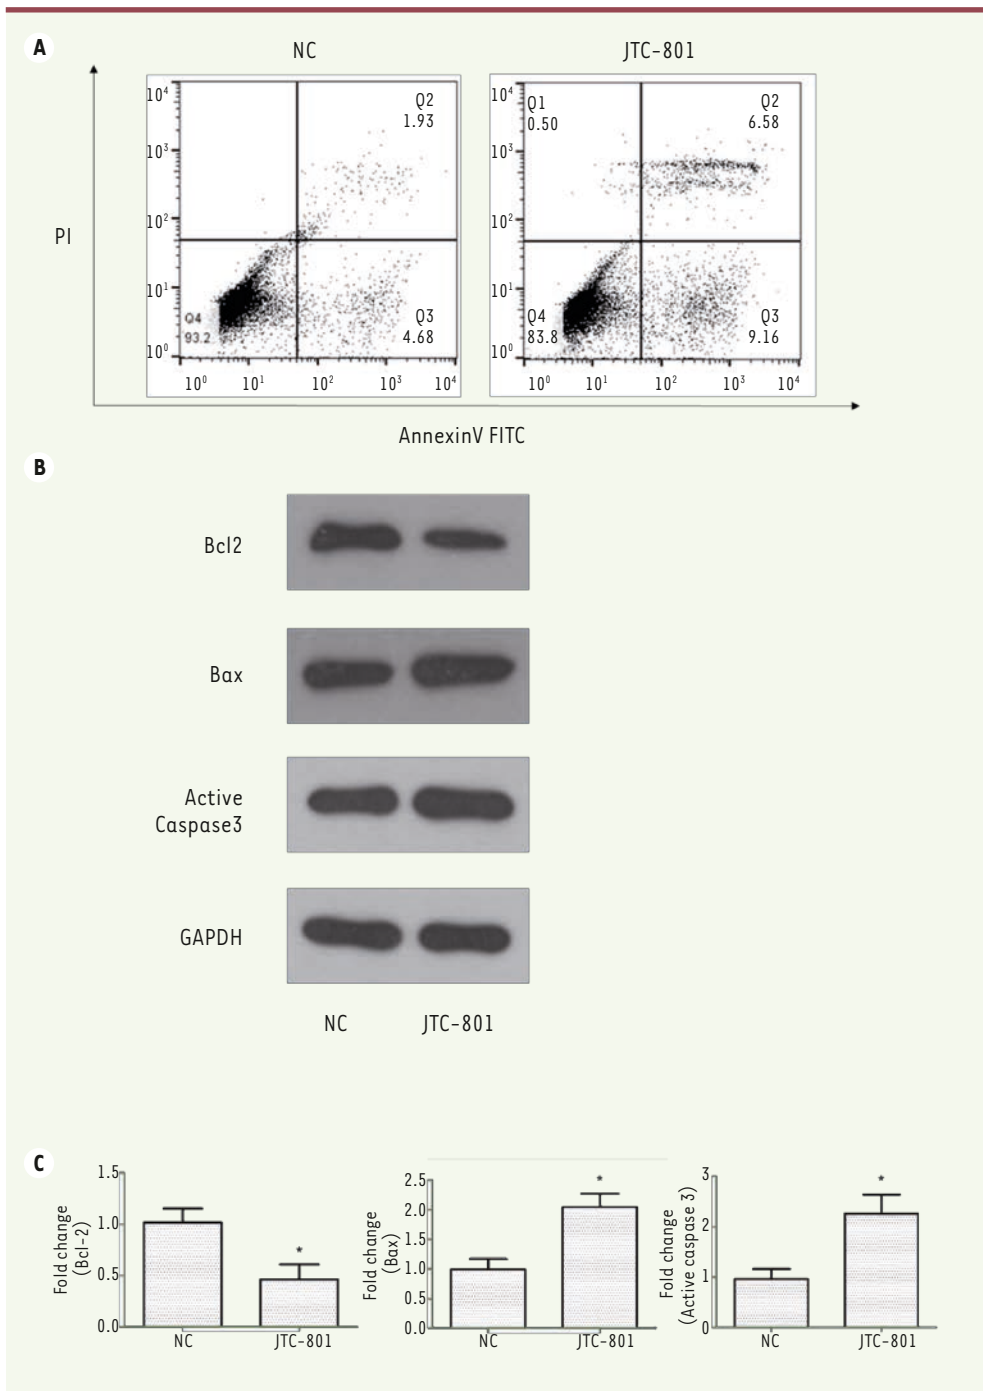 A
NC
JTC-801
PI
10⁴
10³
10²
10¹
10⁰
Q2
1.93
Q4
93.2
Q3
4.68
10⁰ 10¹ 10² 10³ 10⁴
10⁴
10³
10²
10¹
10⁰
Q1
0.50
Q2
6.58
Q4
83.8
Q3
9.16
10⁰ 10¹ 10² 10³ 10⁴
AnnexinV FITC
B
Bcl2
Bax
Active
Caspase3
GAPDH
NC JTC-801
C
Fold change
(Bcl-2)
1.5
1.0
0.5
0.0
*
NC JTC-801
Fold change
(Bax)
2.5
2.0
1.5
1.0
0.5
0.0
*
NC JTC-801
Fold change
(Active caspase 3)
3
2
1
0
*
NC JTC-801